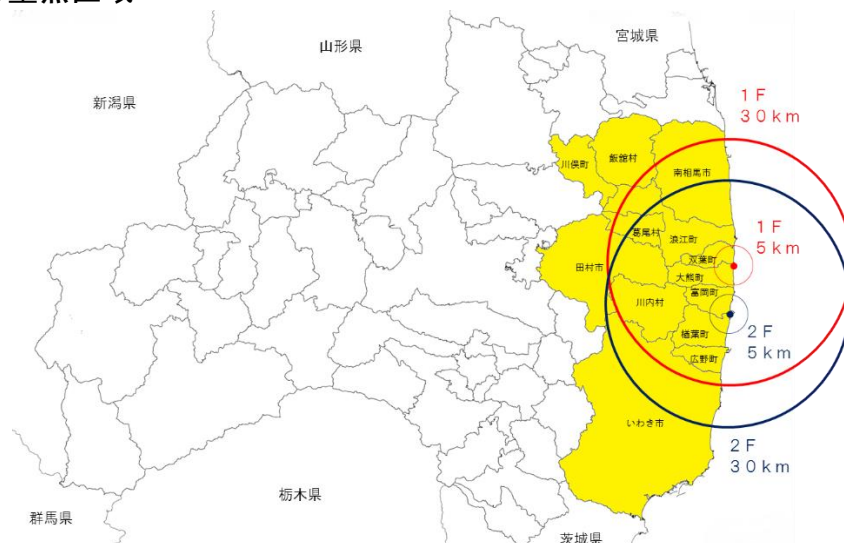 山形県
宮城県
新潟県
１Ｆ
３０ｋｍ
飯舘村
川俣町
南相馬市
１Ｆ
５ｋｍ
葛尾村
浪江町
双葉町
田村市
大熊町
富岡町
川内村
２Ｆ
５ｋｍ
楢葉町
広野町
いわき市
２Ｆ
３０ｋｍ
栃木県
群馬県
茨城県